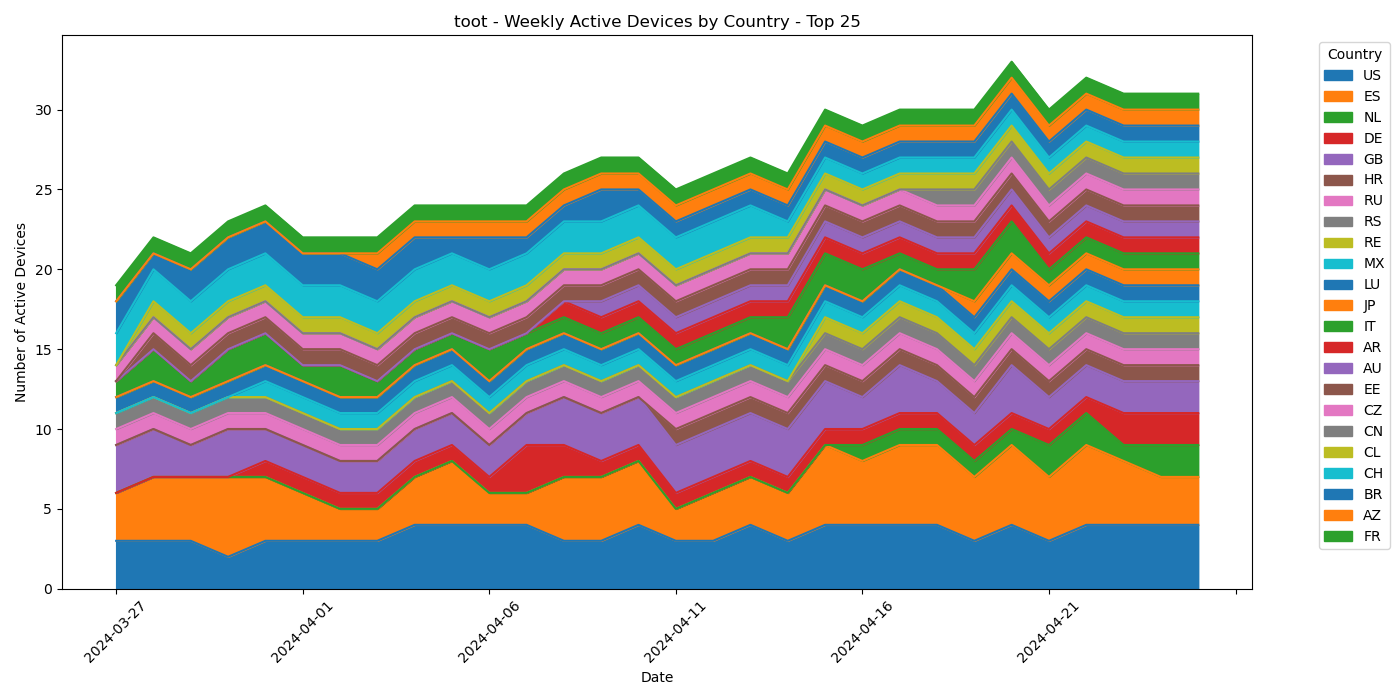 toot - Weekly Active Devices by Country - Top 25
Number of Active Devices
30
25
20
15
10
5
0
2024-03-27
2024-04-01
2024-04-06
2024-04-11
2024-04-16
2024-04-21
Date
Country
US
ES
NL
DE
GB
HR
RU
RS
RE
MX
LU
JP
IT
AR
AU
EE
CZ
CN
CL
CH
BR
AZ
FR